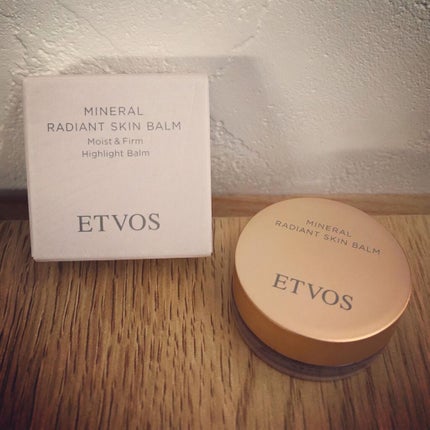 MINERAL
RADIANT SKIN BALM
Moist & Firm
Highlight Balm
ETVOS
MINERAL
RADIANT SKIN BALM
ETVOS